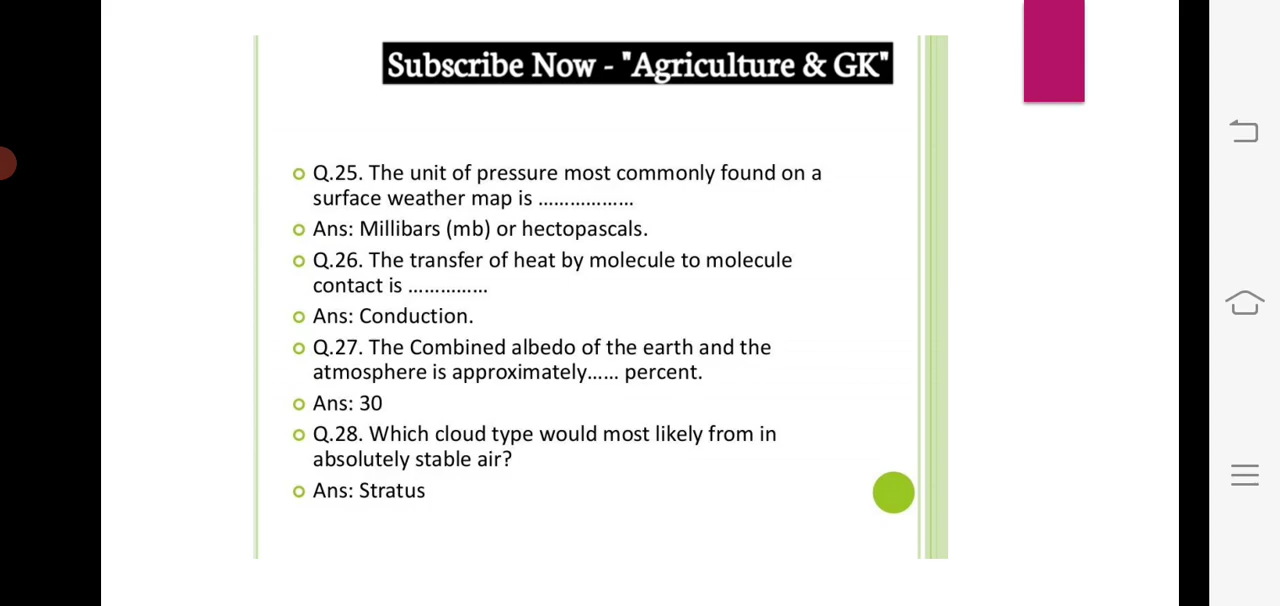 Subscribe Now - "Agriculture & GK"
Q.25. The unit of pressure most commonly found on a
surface weather map is ………………
Ans: Millibars (mb) or hectopascals.
Q.26. The transfer of heat by molecule to molecule
contact is ……………
Ans: Conduction.
Q.27. The Combined albedo of the earth and the
atmosphere is approximately…... percent.
Ans: 30
Q.28. Which cloud type would most likely from in
absolutely stable air?
Ans: Stratus